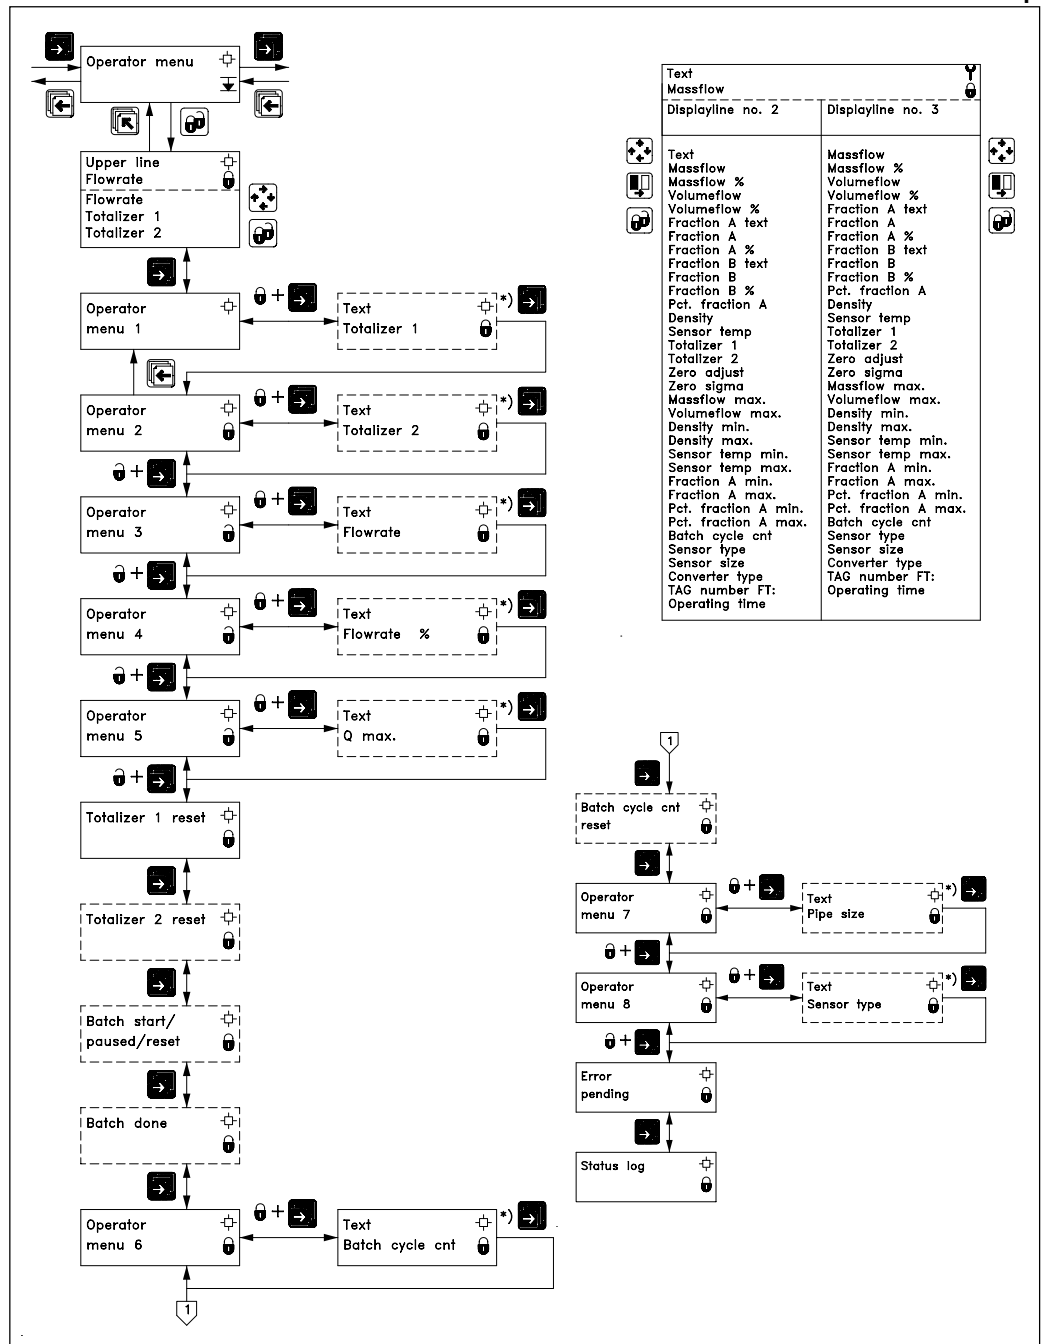 Operator menu
Upper line
Flowrate
Flowrate
Totalizer 1
Totalizer 2
Operator
menu 1
+
Text
Totalizer 1
*)
Operator
menu 2
+
Text
Totalizer 2
*)
+
Operator
menu 3
+
Text
Flowrate
*)
+
Operator
menu 4
+
Text
Flowrate %
*)
+
Operator
menu 5
+
Text
Q max.
*)
+
Totalizer 1 reset
Totalizer 2 reset
Batch start/
paused/reset
Batch done
Operator
menu 6
+
Text
Batch cycle cnt
*)
1
Text
Massflow
Displayline no. 2
Text
Massflow
Massflow %
Volumeflow
Volumeflow %
Fraction A text
Fraction A
Fraction A %
Fraction B text
Fraction B
Fraction B %
Pct. fraction A
Density
Sensor temp
Totalizer 1
Totalizer 2
Zero adjust
Zero sigma
Massflow max.
Volumeflow max.
Density min.
Density max.
Sensor temp min.
Sensor temp max.
Fraction A min.
Fraction A max.
Pct. fraction A min.
Pct. fraction A max.
Batch cycle cnt
Sensor type
Sensor size
Converter type
TAG number FT:
Operating time
Displayline no. 3
Massflow
Massflow %
Volumeflow
Volumeflow %
Fraction A text
Fraction A
Fraction A %
Fraction B text
Fraction B
Fraction B %
Pct. fraction A
Density
Sensor temp
Totalizer 1
Totalizer 2
Zero adjust
Zero sigma
Massflow max.
Volumeflow max.
Density min.
Density max.
Sensor temp min.
Sensor temp max.
Fraction A min.
Fraction A max.
Pct. fraction A min.
Pct. fraction A max.
Batch cycle cnt
Sensor type
Sensor size
Converter type
TAG number FT:
Operating time
1
Batch cycle cnt
reset
Operator
menu 7
+
Text
Pipe size
*)
+
Operator
menu 8
+
Text
Sensor type
*)
+
Error
pending
Status log